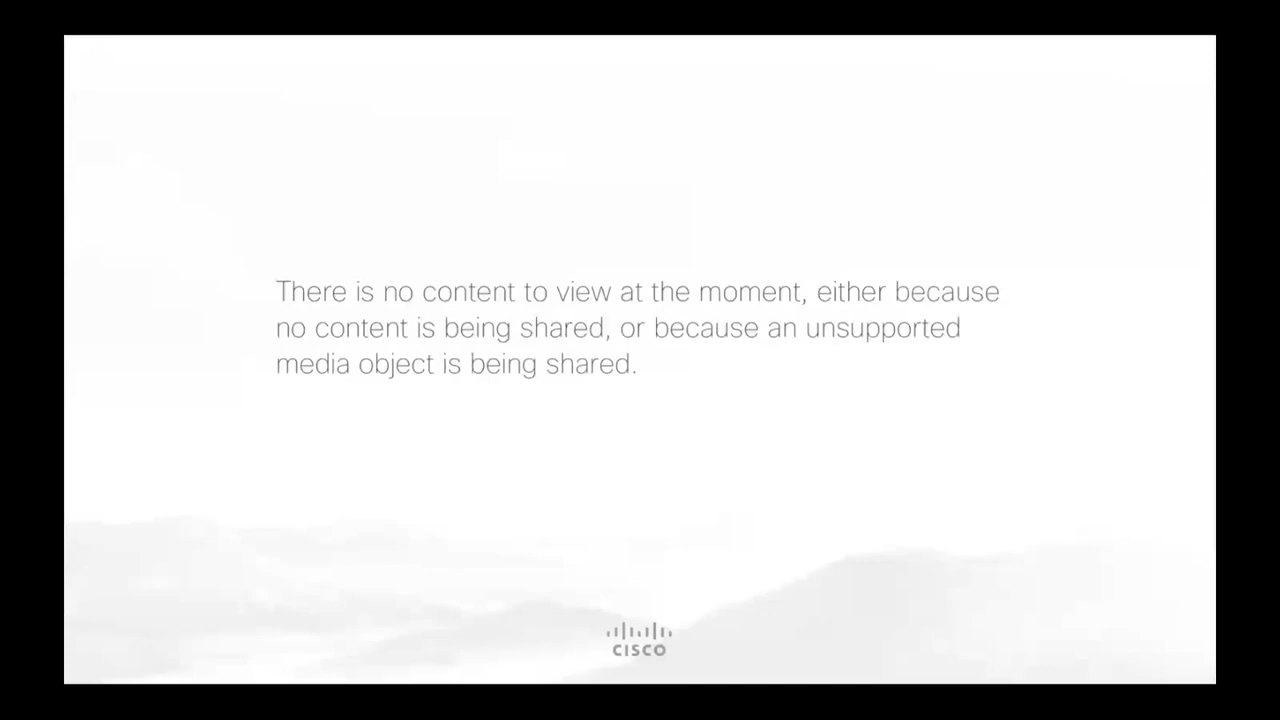 There is no content to view at the moment, either because
no content is being shared, or because an unsupported
media object is being shared.
CISCO